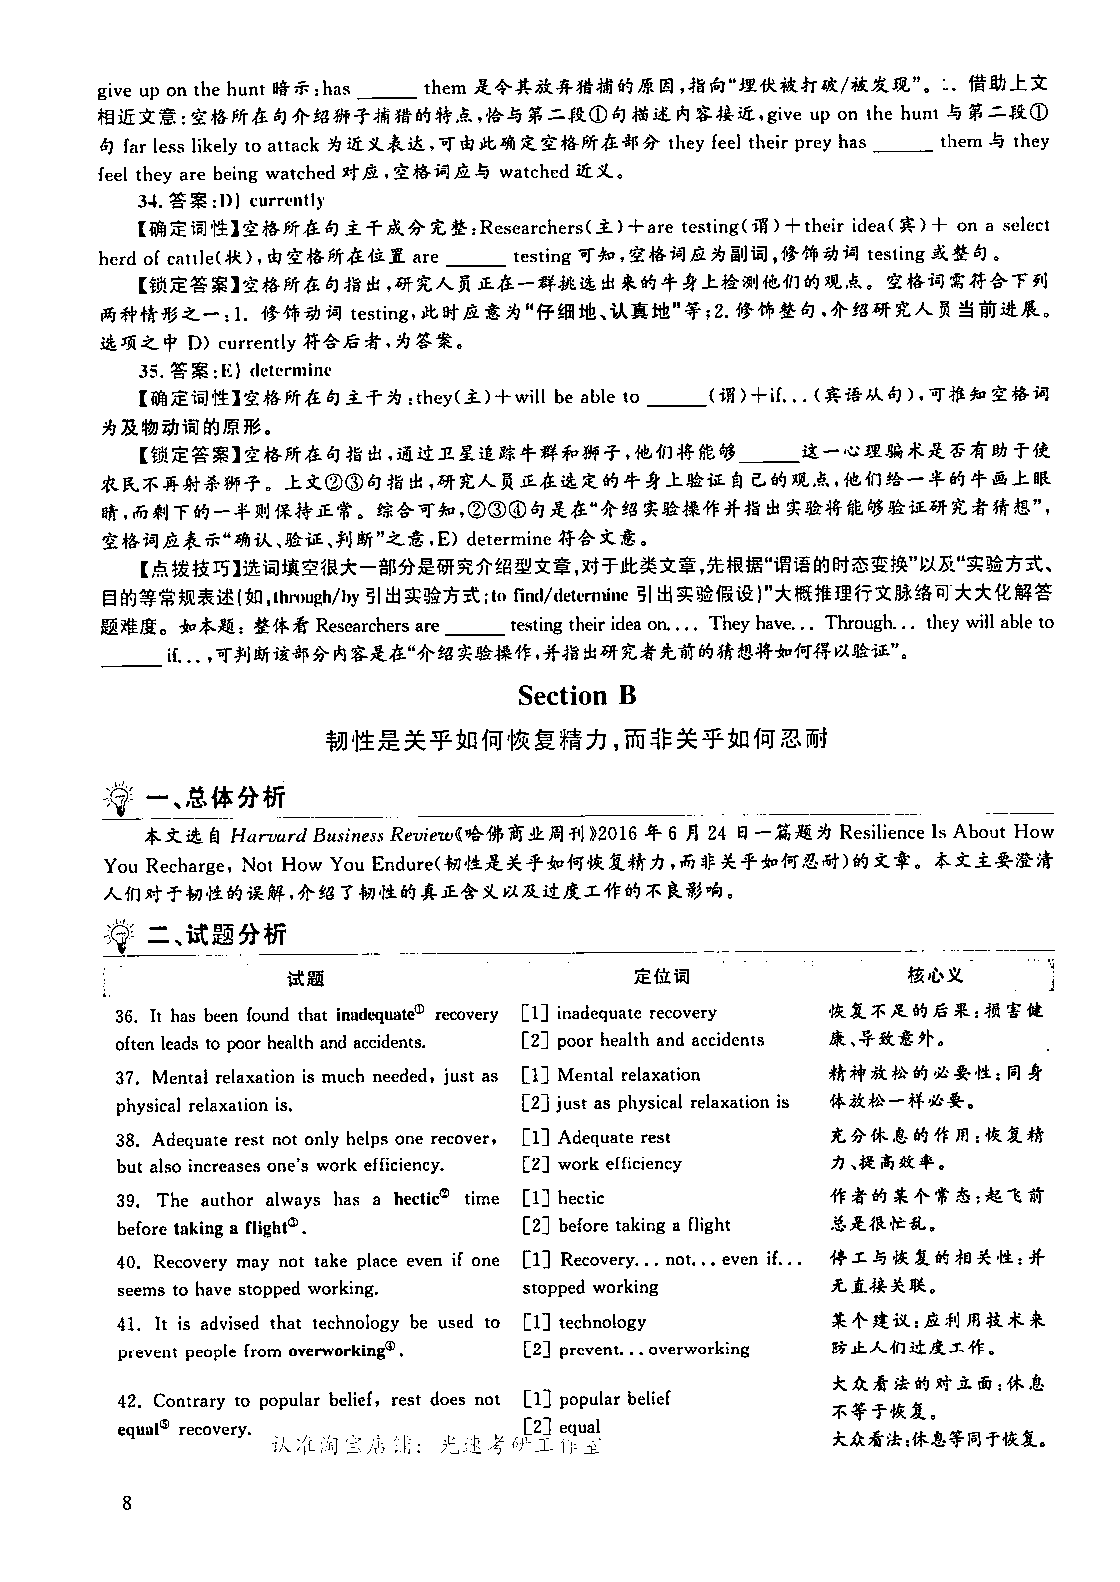 give up on the hunt 暗示:has _____ them 是令其放弃猎捕的原因,指向“埋伏被打破/被发现”。2. 借助上文
相近文意:空格所在句介绍狮子捕猎的特点,恰与第二段①句描述内容接近,give up on the hunt 与第二段①
句 far less likely to attack 为近义表达,可由此确定空格所在部分 they feel their prey has _____ them 与 they
feel they are being watched 对应,空格词应与 watched 近义。
34. 答案:D) currently
【确定词性】空格所在句主干成分完整:Researchers(主)+are testing(谓)+their idea(宾)+ on a select
herd of cattle(状),由空格所在位置 are _____ testing 可知,空格词应为副词,修饰动词 testing 或整句。
【锁定答案】空格所在句指出,研究人员正在一群挑选出来的牛身上检测他们的观点。空格词需符合下列
两种情形之一:1. 修饰动词 testing,此时应意为“仔细地、认真地”等;2. 修饰整句,介绍研究人员当前进展。
选项之中 D) currently 符合后者,为答案。
35. 答案:E) determine
【确定词性】空格所在句主干为:they(主)+will be able to _____(谓)+if...(宾语从句),可推知空格词
为及物动词的原形。
【锁定答案】空格所在句指出,通过卫星追踪牛群和狮子,他们将能够_____这一心理骗术是否有助于使
农民不再射杀狮子。上文②③句指出,研究人员正在选定的牛身上验证自己的观点,他们给一半的牛画上眼
睛,而剩下的一半则保持正常。综合可知,②③④句是在“介绍实验操作并指出实验将能够验证研究者猜想”,
空格词应表示“确认、验证、判断”之意,E) determine 符合文意。
【点拨技巧】选词填空很大一部分是研究介绍型文章,对于此类文章,先根据“谓语的时态变换”以及“实验方式、
目的等常规表述(如,through/by 引出实验方式;to find/determine 引出实验假设)”大概推理行文脉络可大大化解答
题难度。如本题:整体看 Researchers are _____ testing their idea on.... They have... Through... they will able to
_____ if...,可判断该部分内容是在“介绍实验操作,并指出研究者先前的猜想将如何得以验证”。
Section B
韧性是关乎如何恢复精力,而非关乎如何忍耐
一、总体分析
本文选自 Harvard Business Review《哈佛商业周刊》2016 年 6 月 24 日一篇题为 Resilience Is About How
You Recharge, Not How You Endure(韧性是关乎如何恢复精力,而非关乎如何忍耐)的文章。本文主要澄清
人们对于韧性的误解,介绍了韧性的真正含义以及过度工作的不良影响。
二、试题分析
试题 定位词 核心义
36. It has been found that inadequate① recovery [1] inadequate recovery 恢复不足的后果:损害健
often leads to poor health and accidents. [2] poor health and accidents 康、导致意外。
37. Mental relaxation is much needed, just as [1] Mental relaxation 精神放松的必要性:同身
physical relaxation is. [2] just as physical relaxation is 体放松一样必要。
38. Adequate rest not only helps one recover, [1] Adequate rest 充分休息的作用:恢复精
but also increases one's work efficiency. [2] work efficiency 力、提高效率。
39. The author always has a hectic② time [1] hectic 作者的某个常态:起飞前
before taking a flight③. [2] before taking a flight 总是很忙乱。
40. Recovery may not take place even if one [1] Recovery... not... even if... 停工与恢复的相关性:并
seems to have stopped working. stopped working 无直接关联。
41. It is advised that technology be used to [1] technology 某个建议:应利用技术来
prevent people from overworking④. [2] prevent... overworking 防止人们过度工作。
42. Contrary to popular belief, rest does not [1] popular belief 大众看法的对立面:休息
equal⑤ recovery. [2] equal 不等于恢复。
大众看法:休息等同于恢复。
认准淘宝店铺:光速考研工作室
8